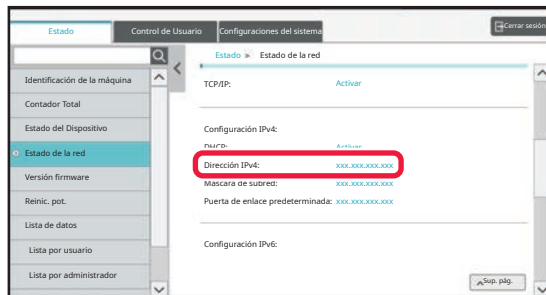 Estado
Control de Usuario
Configuraciones del sistema
Cerrar sesión
Estado
Estado de la red
Identificación de la máquina
Contador Total
Estado del Dispositivo
Estado de la red
Versión firmware
Reinic. pot.
Lista de datos
Lista por usuario
Lista por administrador
TCP/IP: Activar
Configuración IPv4:
DHCP: Activar
Dirección IPv4: xxx.xxx.xxx.xxx
Máscara de subred: xxx.xxx.xxx.xxx
Puerta de enlace predeterminada: xxx.xxx.xxx.xxx
Configuración IPv6:
Sup. pág.